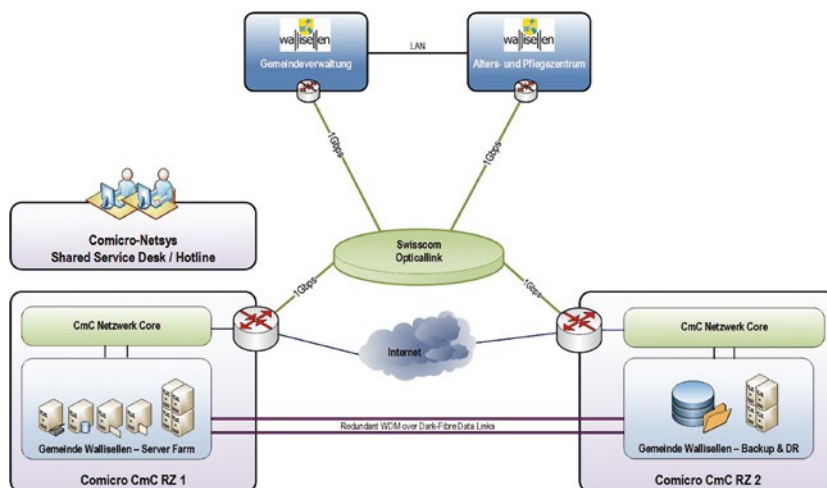 wallisellen
Gemeindeverwaltung
LAN
wallisellen
Alters- und Pflegezentrum
1Gbps
1Gbps
Comicro-Netsys
Shared Service Desk / Hotline
Swisscom
Opticallink
1Gbps
1Gbps
CmC Netzwerk Core
Internet
CmC Netzwerk Core
Gemeinde Wallisellen – Server Farm
Redundant WDM over Dark-Fibre Data Links
Gemeinde Wallisellen – Backup & DR
Comicro CmC RZ 1
Comicro CmC RZ 2